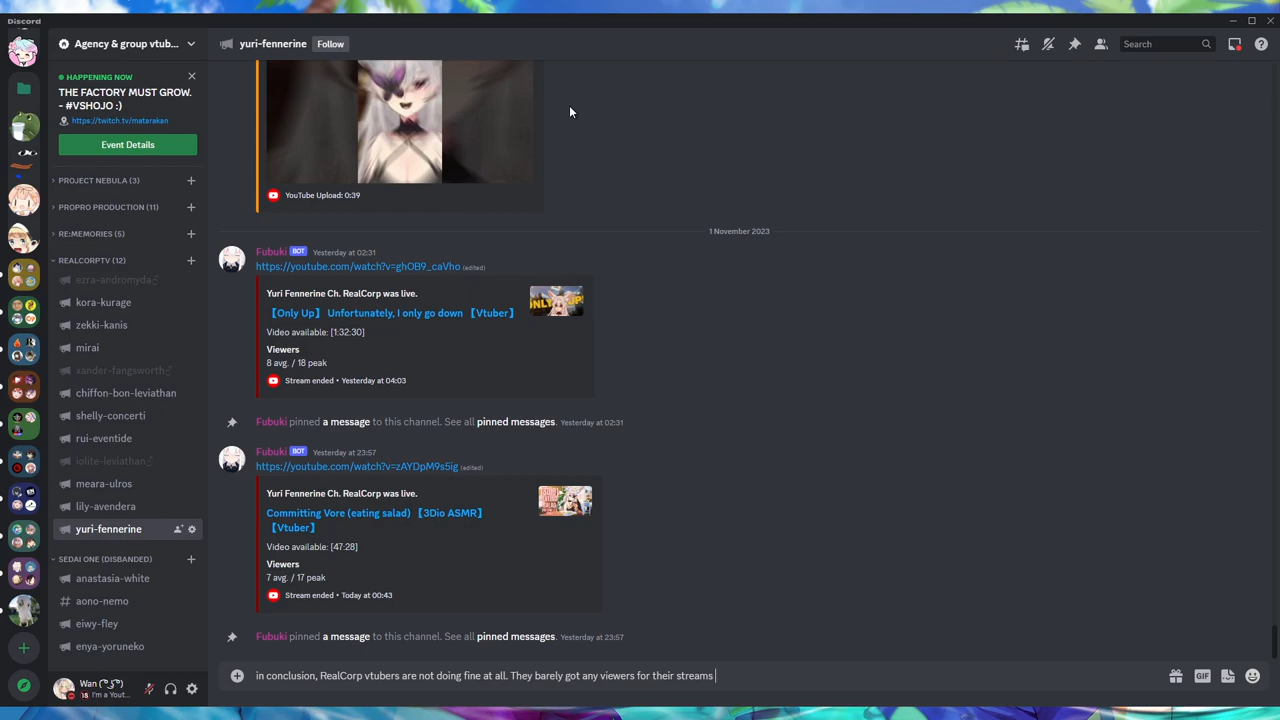 Discord
Agency & group vtub...
HAPPENING NOW
THE FACTORY MUST GROW.
- #VSHOJO :)
https://twitch.tv/matarakan
Event Details
PROJECT NEBULA (3)
PROPRO PRODUCTION (11)
RE:MEMORIES (5)
REALCORPTV (12)
ezra-andromyda
kora-kurage
zekki-kanis
mirai
xander-fangsworth
chiffon-bon-leviathan
shelly-concerti
rui-eventide
iolite-leviathan
meara-ulros
lily-avendera
yuri-fennerine
SEDAI ONE (DISBANDED)
anastasia-white
aono-nemo
eiwy-fley
enya-yoruneko
Wan
I'm a Yout...
yuri-fennerine
Follow
Search
YouTube Upload: 0:39
1 November 2023
Fubuki BOT Yesterday at 02:31
https://youtube.com/watch?v=ghOB9_caVho (edited)
Yuri Fennerine Ch. RealCorp was live.
【Only Up】 Unfortunately, I only go down 【Vtuber】
Video available: [1:32:30]
Viewers
8 avg. / 18 peak
Stream ended • Yesterday at 04:03
Fubuki pinned a message to this channel. See all pinned messages. Yesterday at 02:31
Fubuki BOT Yesterday at 23:57
https://youtube.com/watch?v=zAYDpM9s5ig (edited)
Yuri Fennerine Ch. RealCorp was live.
Committing Vore (eating salad) 【3Dio ASMR】
【Vtuber】
Video available: [47:28]
Viewers
7 avg. / 17 peak
Stream ended • Today at 00:43
Fubuki pinned a message to this channel. See all pinned messages. Yesterday at 23:57
in conclusion, RealCorp vtubers are not doing fine at all. They barely got any viewers for their streams
GIF